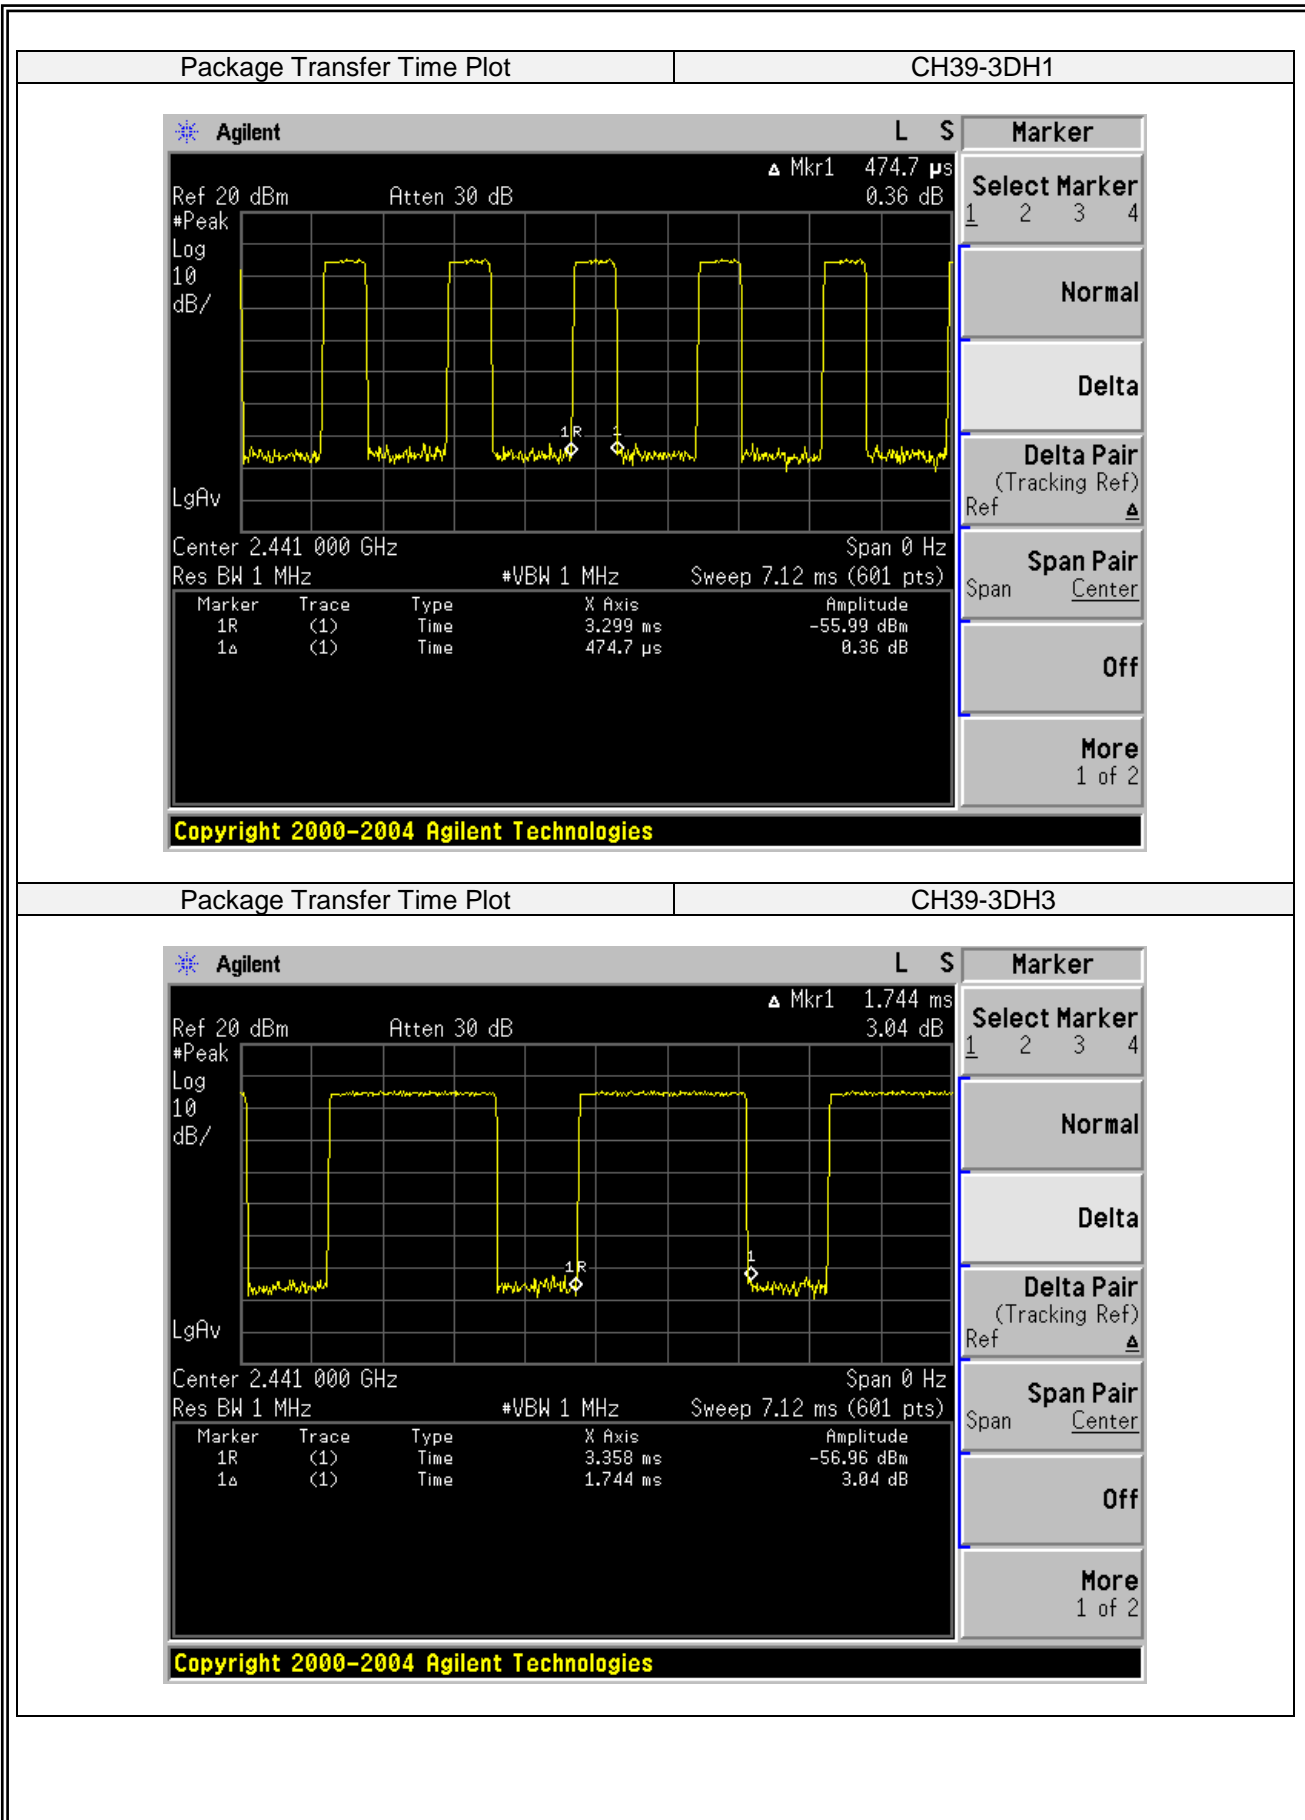 Package Transfer Time Plot CH39-3DH1
Agilent L S Marker
Δ Mkr1 474.7 µs
Ref 20 dBm Atten 30 dB 0.36 dB
Select Marker
1 2 3 4
#Peak
Log
10
dB/
Normal
Delta
1R 1
Delta Pair
(Tracking Ref)
Ref Δ
LgAv
Center 2.441 000 GHz Span 0 Hz
Res BW 1 MHz #VBW 1 MHz Sweep 7.12 ms (601 pts)
Span Pair
Span Center
Marker Trace Type X Axis Amplitude
1R (1) Time 3.299 ms -55.99 dBm
1Δ (1) Time 474.7 µs 0.36 dB
Off
More
1 of 2
Copyright 2000-2004 Agilent Technologies
Package Transfer Time Plot CH39-3DH3
Agilent L S Marker
Δ Mkr1 1.744 ms
Ref 20 dBm Atten 30 dB 3.04 dB
Select Marker
1 2 3 4
#Peak
Log
10
dB/
Normal
Delta
1R 1
Delta Pair
(Tracking Ref)
Ref Δ
LgAv
Center 2.441 000 GHz Span 0 Hz
Res BW 1 MHz #VBW 1 MHz Sweep 7.12 ms (601 pts)
Span Pair
Span Center
Marker Trace Type X Axis Amplitude
1R (1) Time 3.358 ms -56.96 dBm
1Δ (1) Time 1.744 ms 3.04 dB
Off
More
1 of 2
Copyright 2000-2004 Agilent Technologies